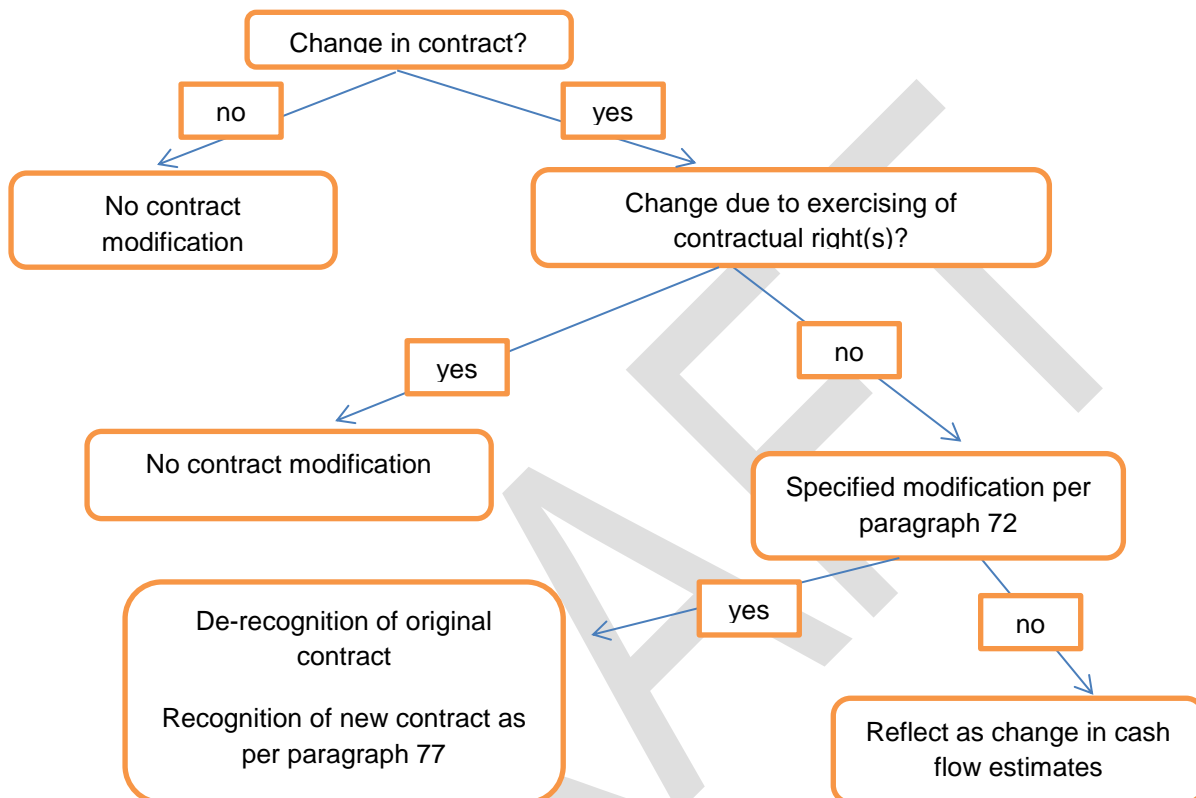 Change in contract?
no
yes
No contract
modification
Change due to exercising of
contractual right(s)?
yes
no
No contract modification
Specified modification per
paragraph 72
yes
no
De-recognition of original
contract
Recognition of new contract as
per paragraph 77
Reflect as change in cash
flow estimates